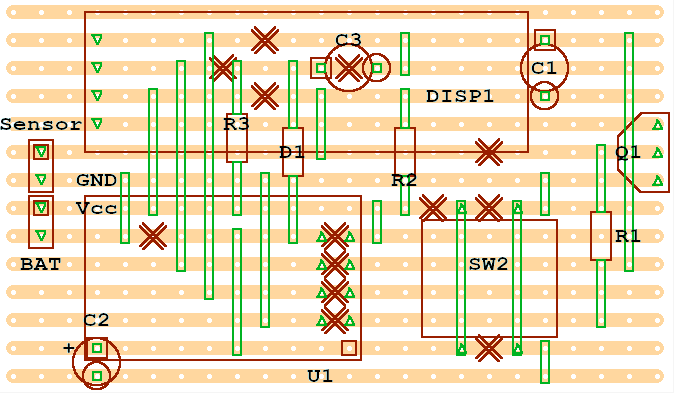 C3
C1
DISP1
Sensor
R3
D1
Q1
GND
R2
Vcc
R1
BAT
SW2
C2
+
U1